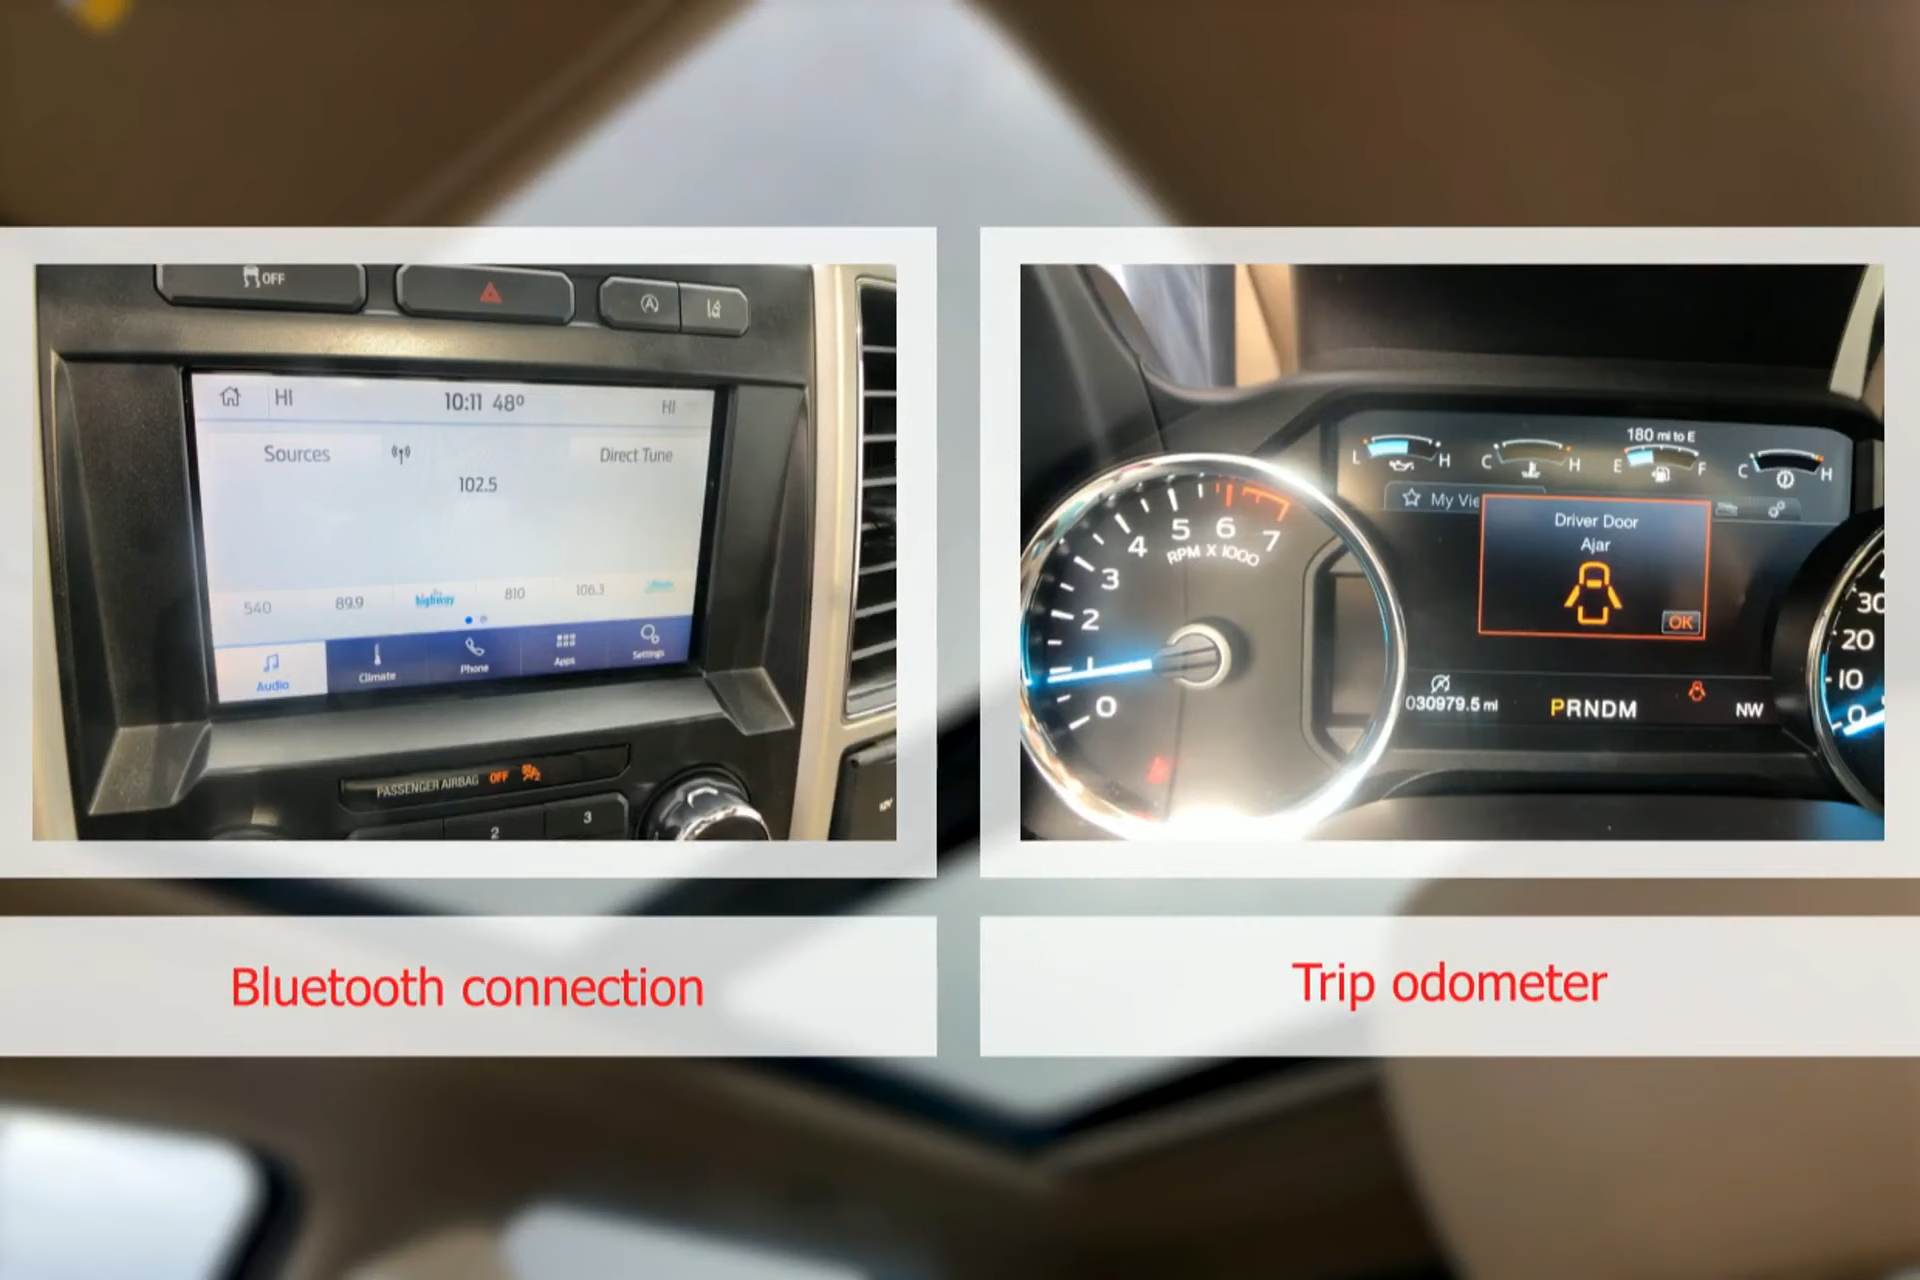 OFF
HI
10:11 48°
HI
Sources
Direct Tune
102.5
540
89.9
highway
810
106.3
Audio
Climate
Phone
Apps
Settings
PASSENGER AIRBAG OFF
2
3
180 mi to E
L H
C H
E F
C H
My Vie
Driver Door
Ajar
OK
0
1
2
3
4
5
6
7
RPM X 1000
030979.5 mi
PRNDM
NW
30
20
10
0
Bluetooth connection
Trip odometer